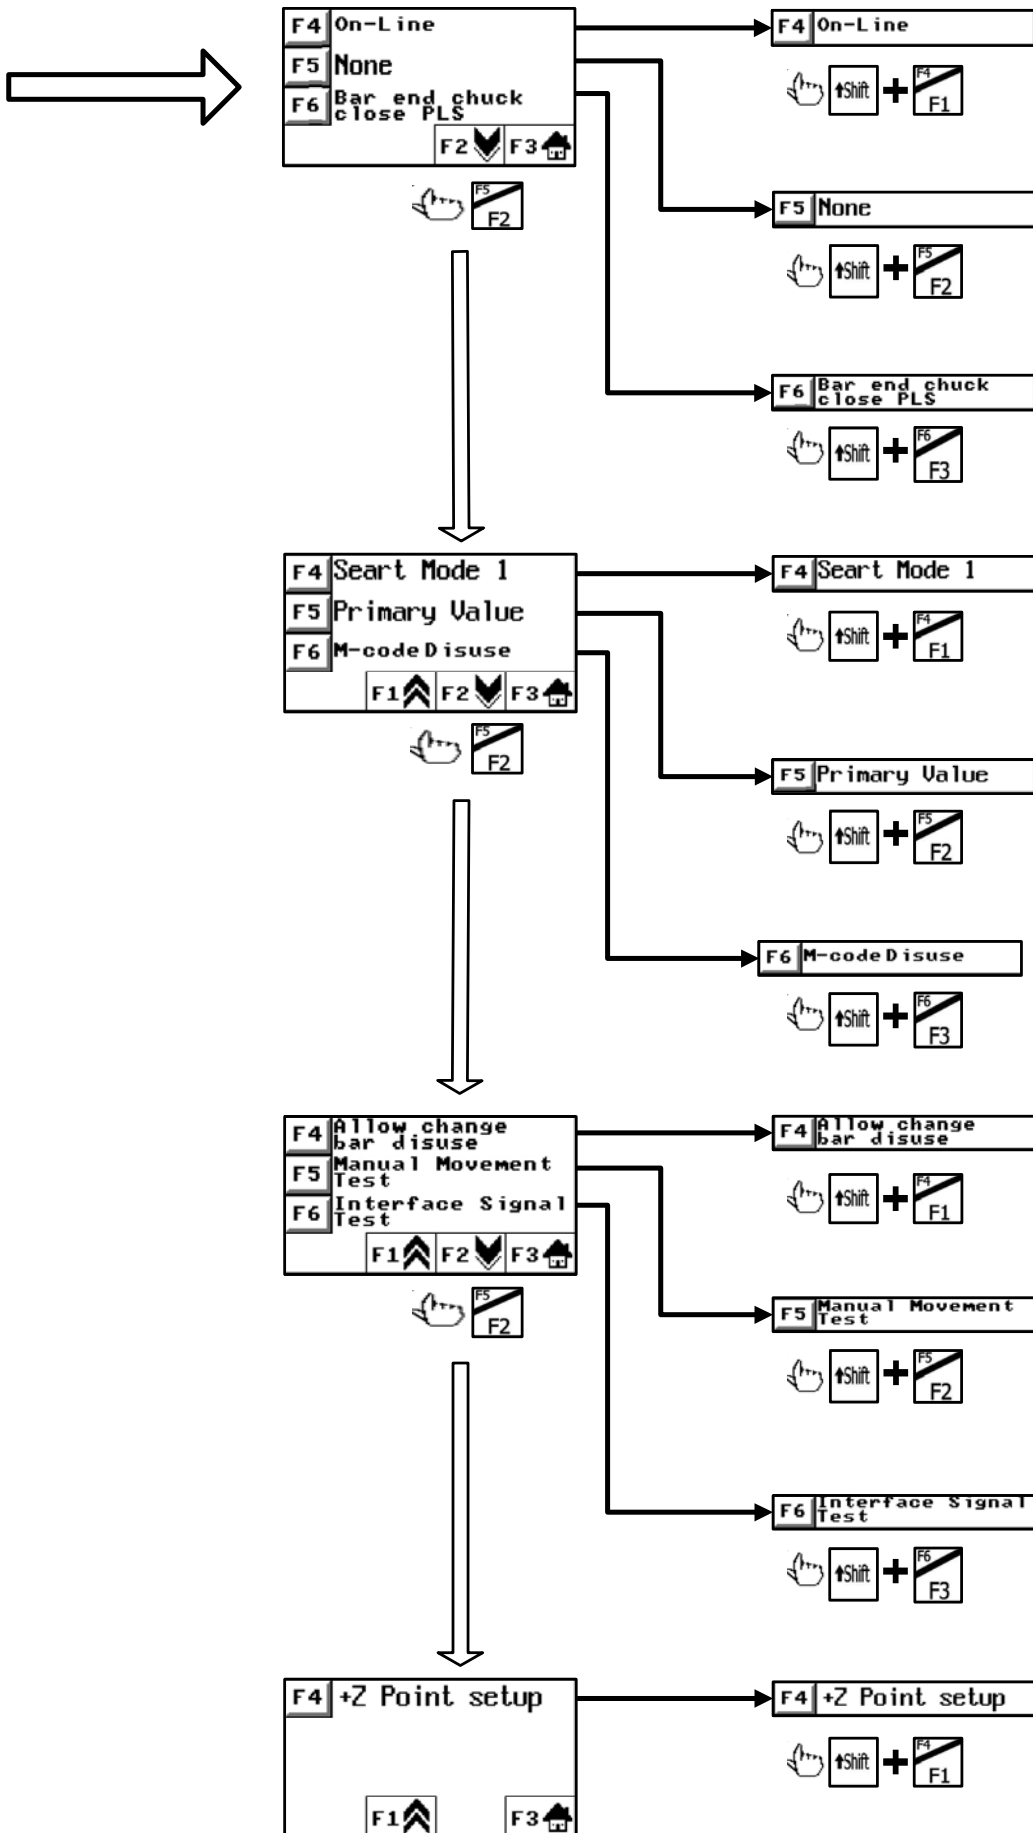 F4 On-Line
F5 None
F6 Bar end chuck
close PLS
F2 F3
F5
F2
F4 On-Line
↑Shift + F4
F1
F5 None
↑Shift + F5
F2
F6 Bar end chuck
close PLS
↑Shift + F6
F3
F4 Seart Mode 1
F5 Primary Value
F6 M-code Disuse
F1 F2 F3
F5
F2
F4 Seart Mode 1
↑Shift + F4
F1
F5 Primary Value
↑Shift + F5
F2
F6 M-code Disuse
↑Shift + F6
F3
F4 Allow change
bar disuse
F5 Manual Movement
Test
F6 Interface Signal
Test
F1 F2 F3
F5
F2
F4 Allow change
bar disuse
↑Shift + F4
F1
F5 Manual Movement
Test
↑Shift + F5
F2
F6 Interface Signal
Test
↑Shift + F6
F3
F4 +Z Point setup
F1 F3
F4 +Z Point setup
↑Shift + F4
F1